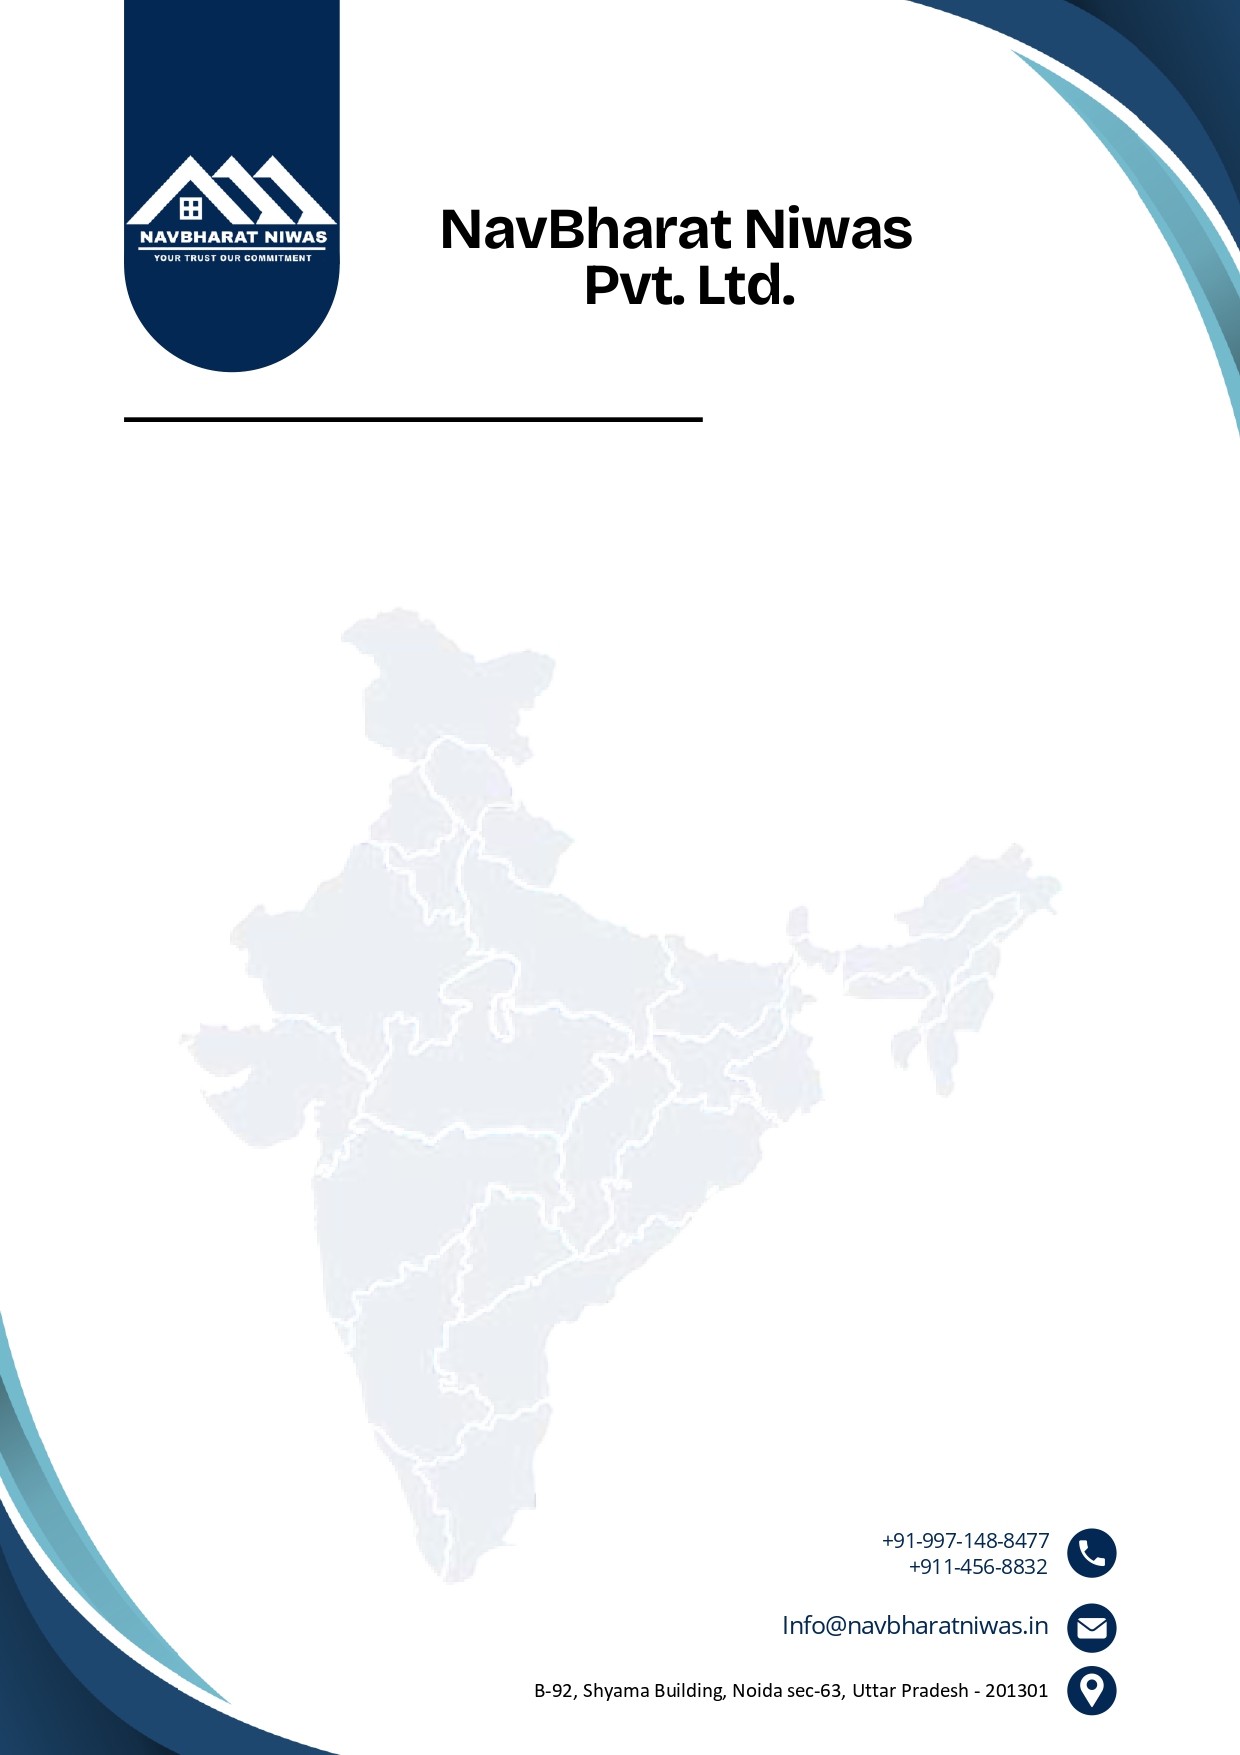 NAVBHARAT NIWAS
YOUR TRUST OUR COMMITMENT
NavBharat Niwas
Pvt. Ltd.
+91-997-148-8477
+911-456-8832
Info@navbharatniwas.in
B-92, Shyama Building, Noida sec-63, Uttar Pradesh - 201301